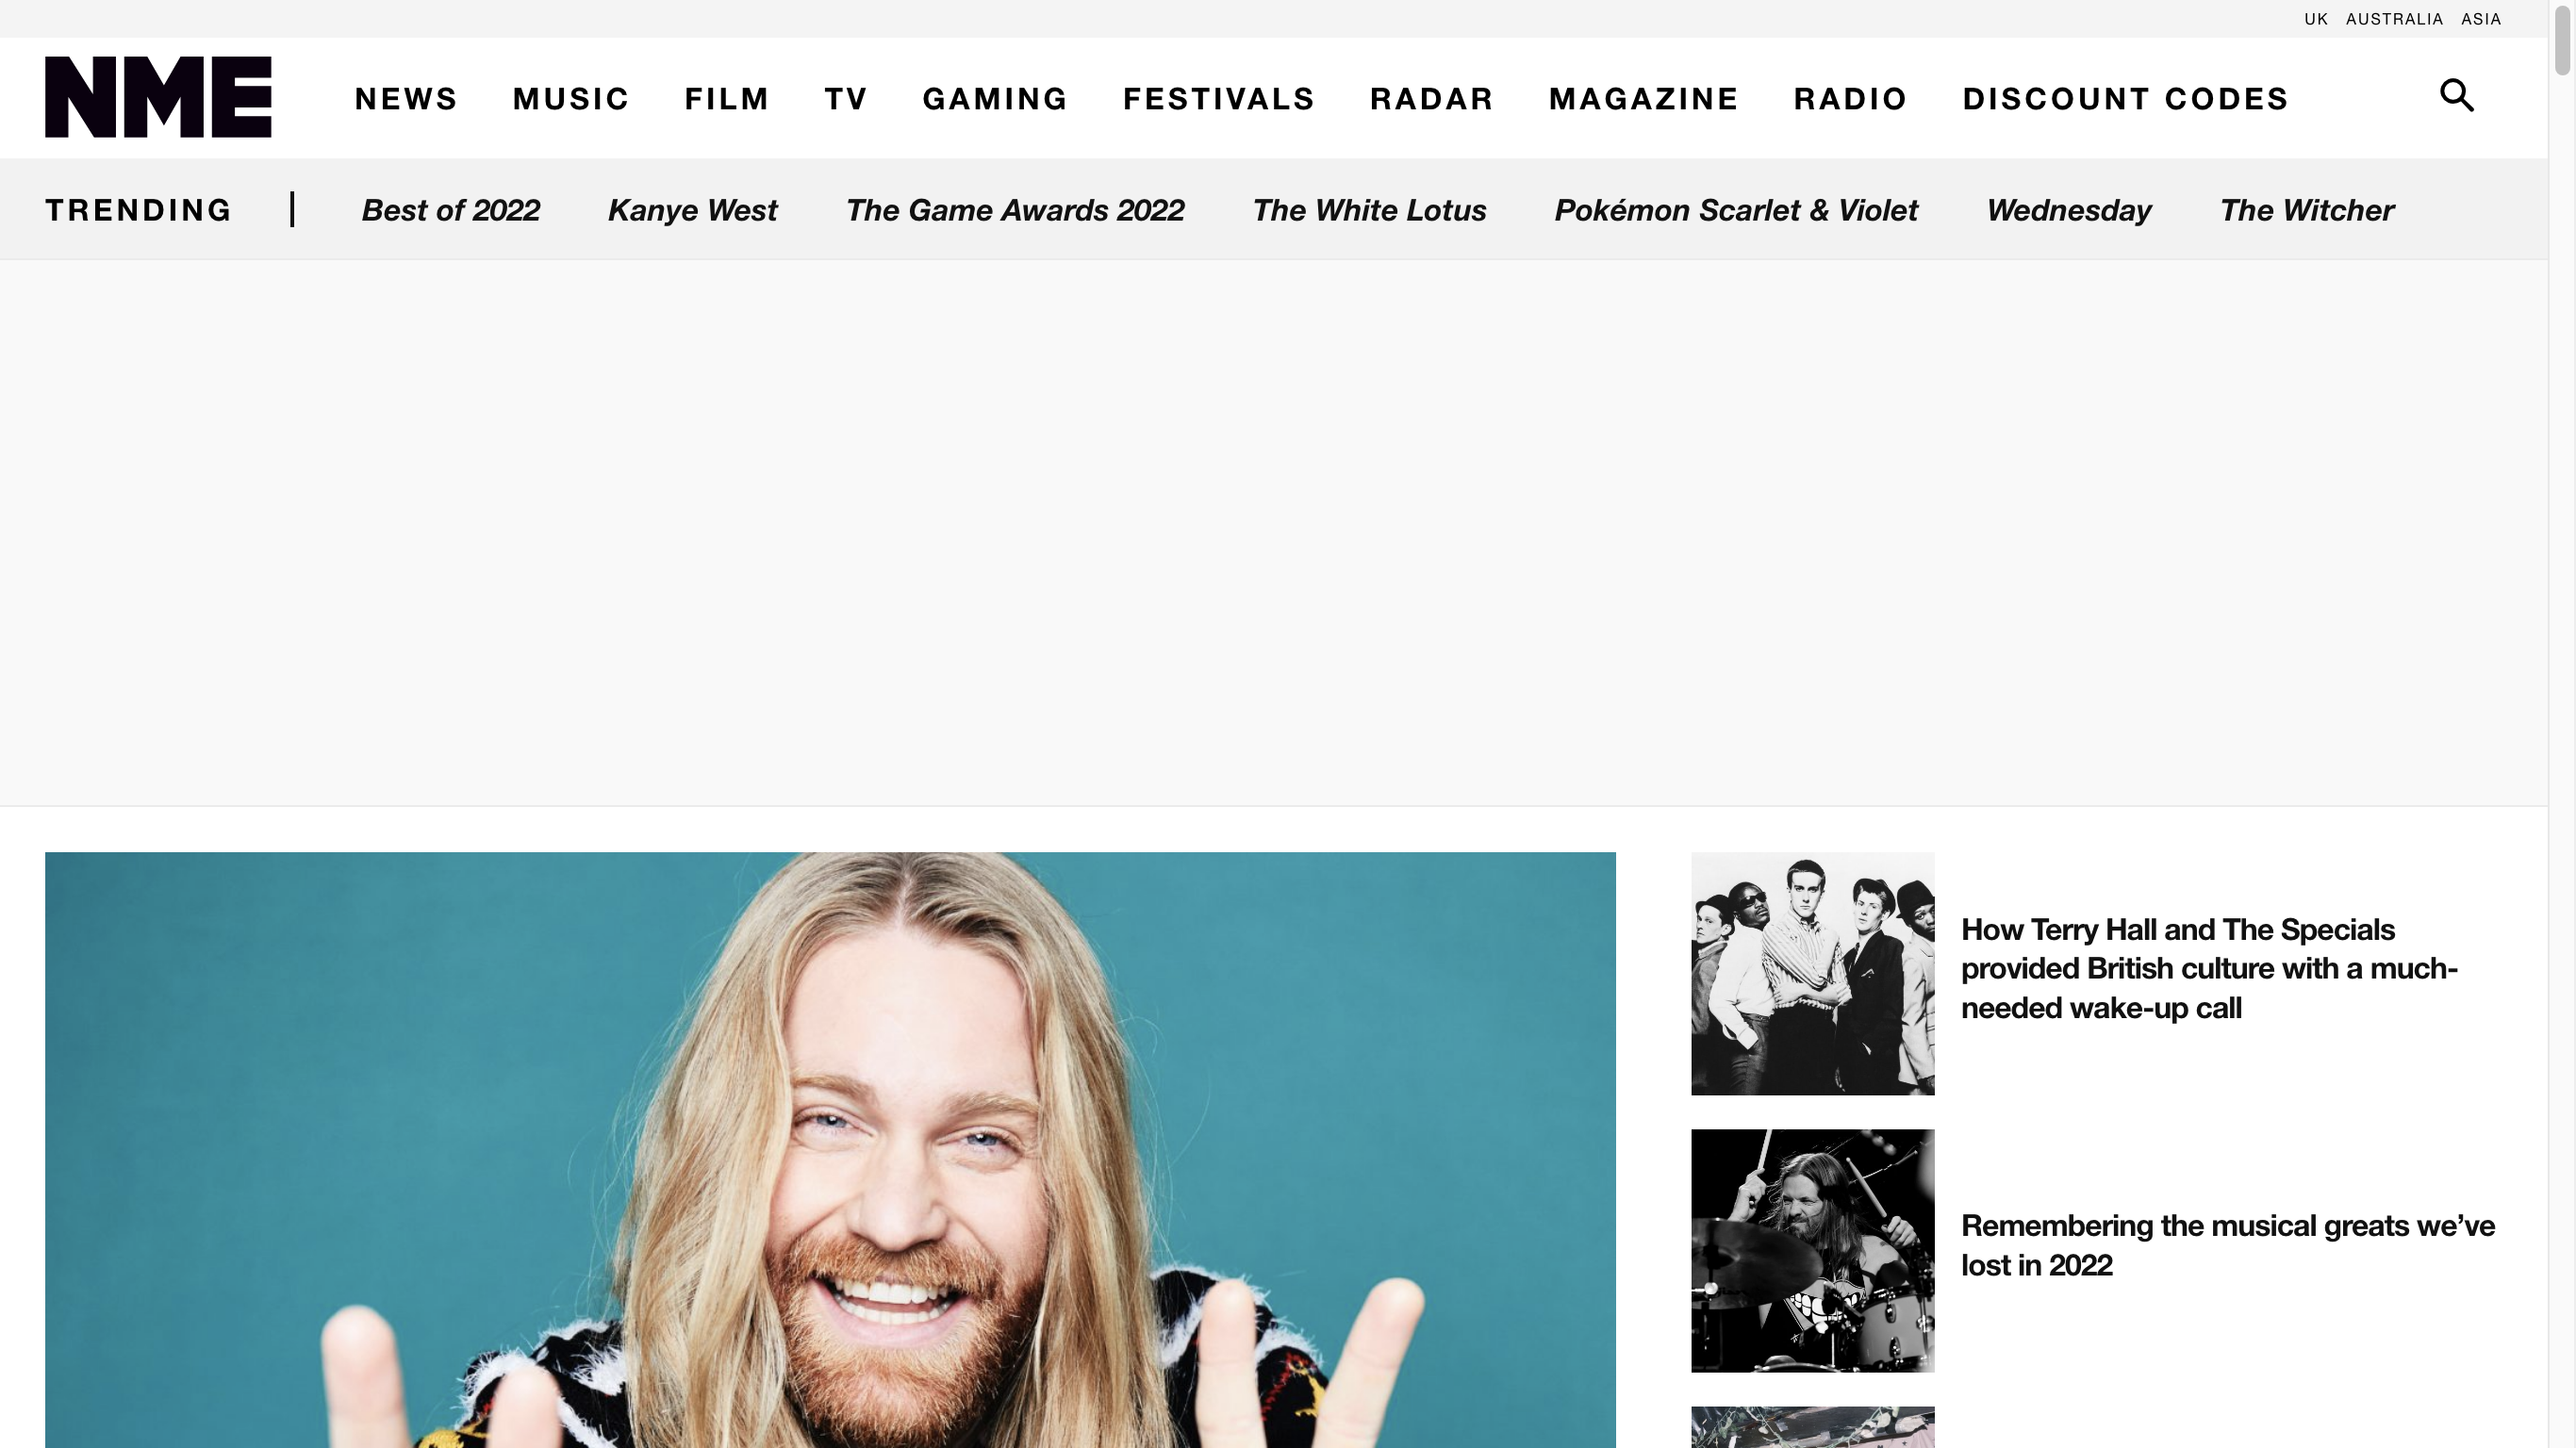 UK AUSTRALIA ASIA
NME NEWS MUSIC FILM TV GAMING FESTIVALS RADAR MAGAZINE RADIO DISCOUNT CODES
TRENDING Best of 2022 Kanye West The Game Awards 2022 The White Lotus Pokémon Scarlet & Violet Wednesday The Witcher
How Terry Hall and The Specials
provided British culture with a much-
needed wake-up call
Remembering the musical greats we’ve
lost in 2022